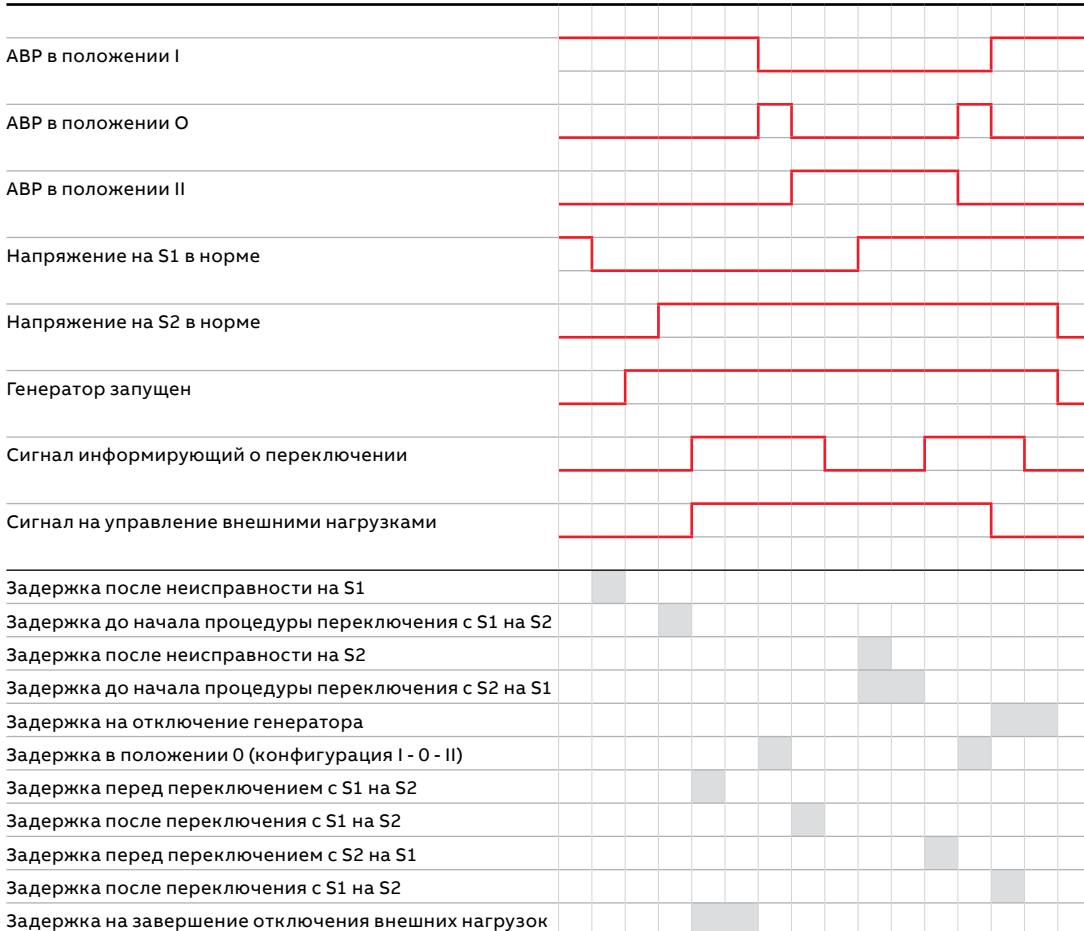 АВР в положении I
АВР в положении O
АВР в положении II
Напряжение на S1 в норме
Напряжение на S2 в норме
Генератор запущен
Сигнал информирующий о переключении
Сигнал на управление внешними нагрузками
Задержка после неисправности на S1
Задержка до начала процедуры переключения с S1 на S2
Задержка после неисправности на S2
Задержка до начала процедуры переключения с S2 на S1
Задержка на отключение генератора
Задержка в положении 0 (конфигурация I - 0 - II)
Задержка перед переключением с S1 на S2
Задержка после переключения с S1 на S2
Задержка перед переключением с S2 на S1
Задержка после переключения с S1 на S2
Задержка на завершение отключения внешних нагрузок